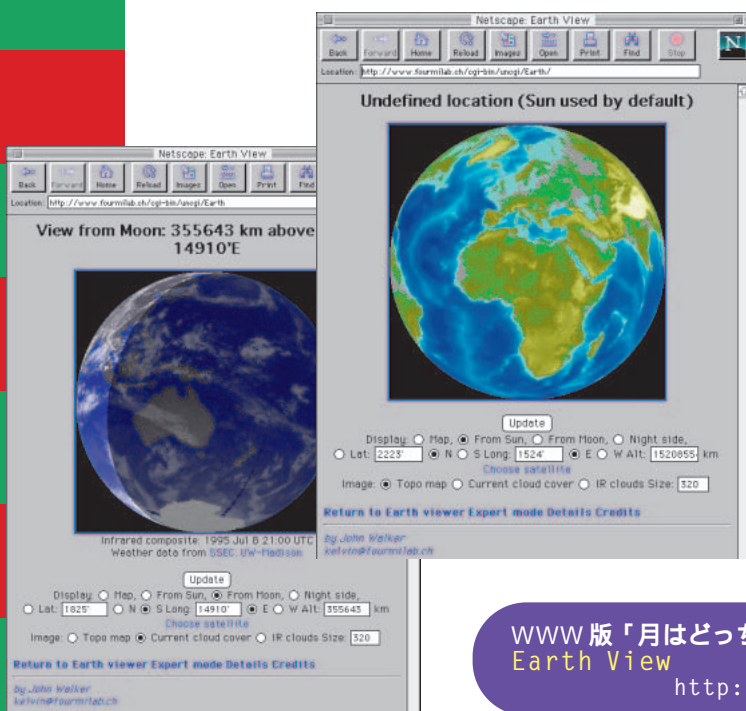 Netscape: Earth View
Back Forward Home Reload Images Open Print Find Stop
N
Location: http://www.fourmilab.ch/cgi-bin/uncgi/Earth/
Undefined location (Sun used by default)
Update
Display: Map, From Sun, From Moon, Night side,
Lat: 2223' N S Long: 1524' E W Alt: 1520855 km
Choose satellite
Image: Topo map Current cloud cover IR clouds Size: 320
Return to Earth viewer Expert mode Details Credits
by John Walker
kelvin@fourmilab.ch
Netscape: Earth View
Back Forward Home Reload Images Open Print Find
Location: http://www.fourmilab.ch/cgi-bin/uncgi/Earth
View from Moon: 355643 km above
14910'E
Infrared composite: 1995 Jul 8 21:00 UTC
Weather data from SSEC UW-Madison
Update
Display: Map, From Sun, From Moon, Night side,
Lat: 1825' N S Long: 14910' E W Alt: 355643 km
Choose satellite
Image: Topo map Current cloud cover IR clouds Size: 320
Return to Earth viewer Expert mode Details Credits
by John Walker
kelvin@fourmilab.ch
WWW版「月はどっち
Earth View
http: